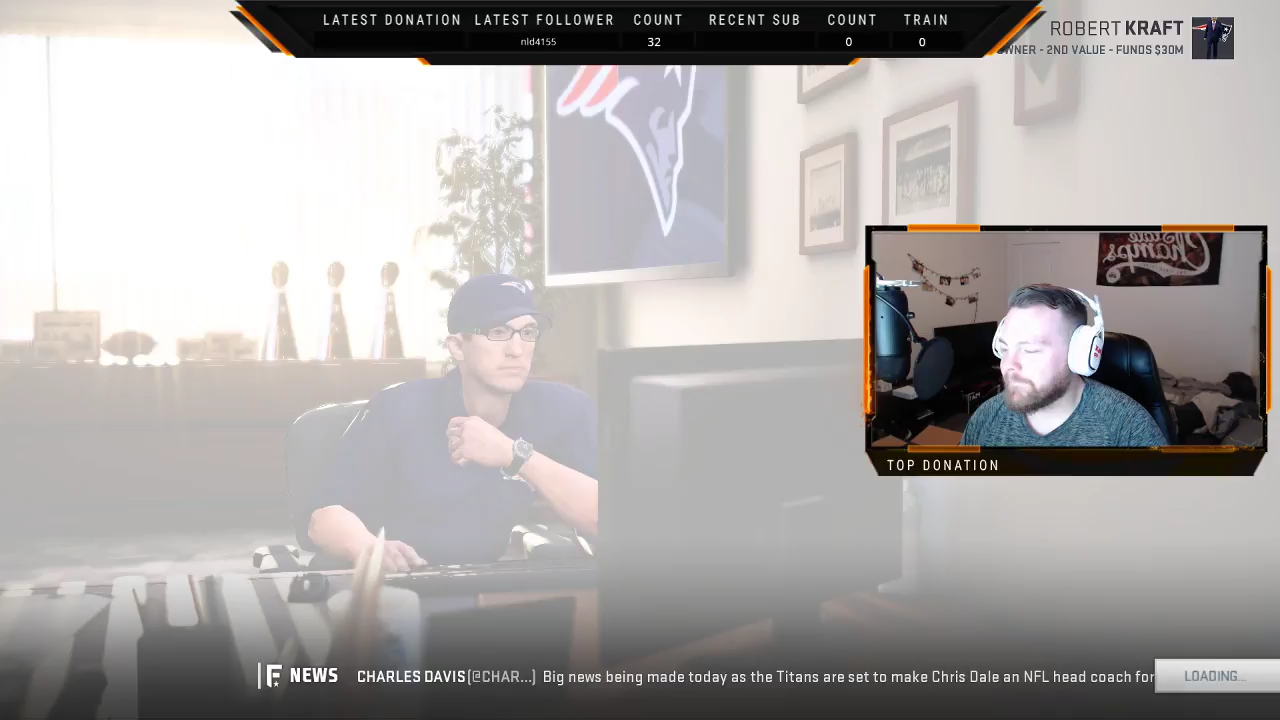 LATEST DONATION LATEST FOLLOWER COUNT RECENT SUB COUNT TRAIN
nld4155 32 0 0
ROBERT KRAFT
OWNER - 2ND VALUE - FUNDS $30M
State
Champs
TOP DONATION
NEWS CHARLES DAVIS (@CHAR...) Big news being made today as the Titans are set to make Chris Dale an NFL head coach for
LOADING...